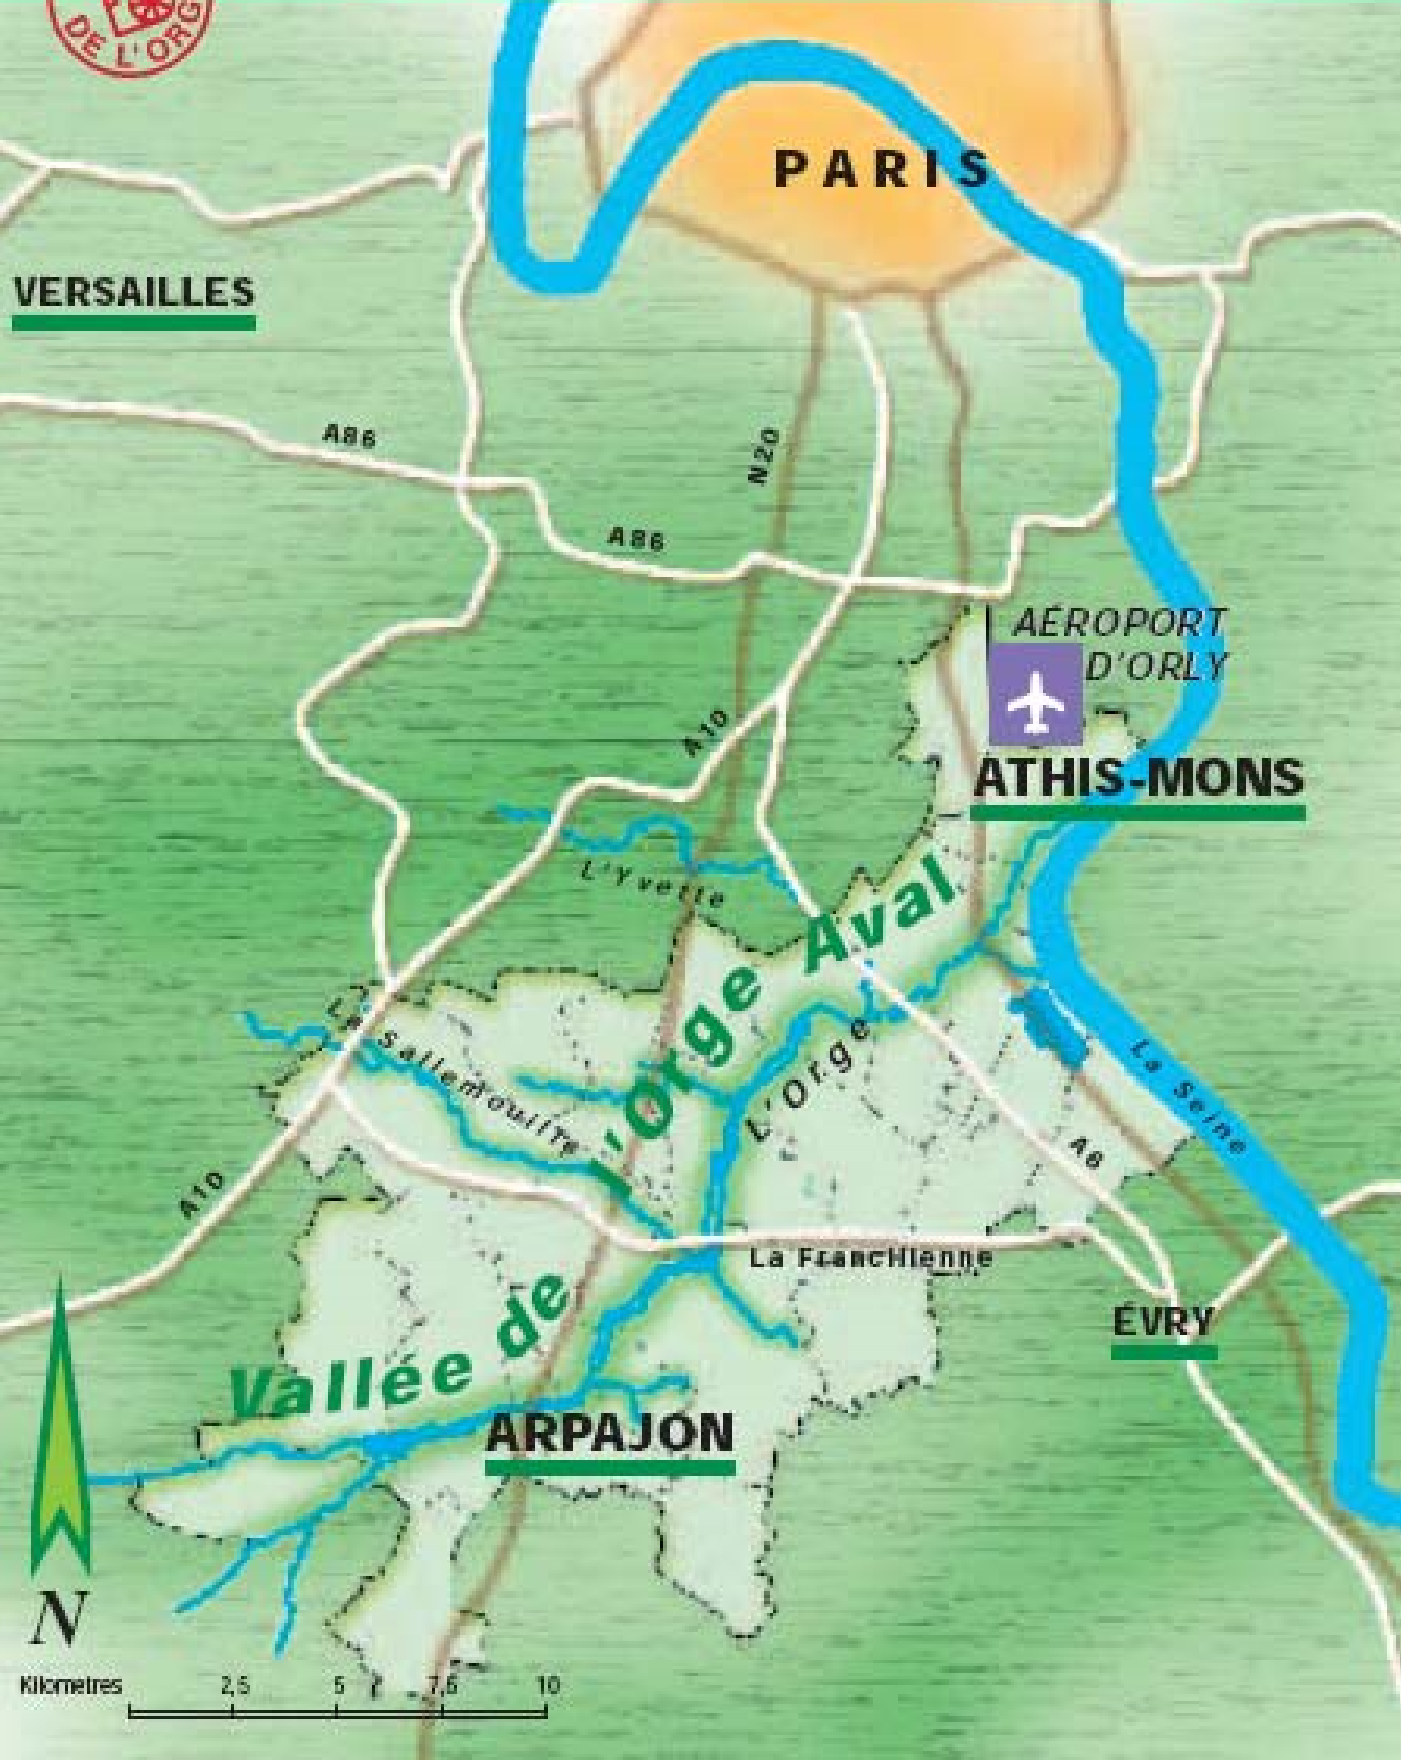 DE L'ORG
PARIS
VERSAILLES
A86
N20
A86
AÉROPORT
D'ORLY
A10
ATHIS-MONS
L'Yvette
Vallée de l'Orge Aval
La Sallemouille
L'Orge
La Seine
A6
A10
La Francilienne
ÉVRY
ARPAJON
N
Kilometres 2,5 5 7,5 10